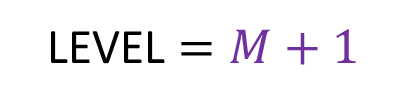 LEVEL = M + 1